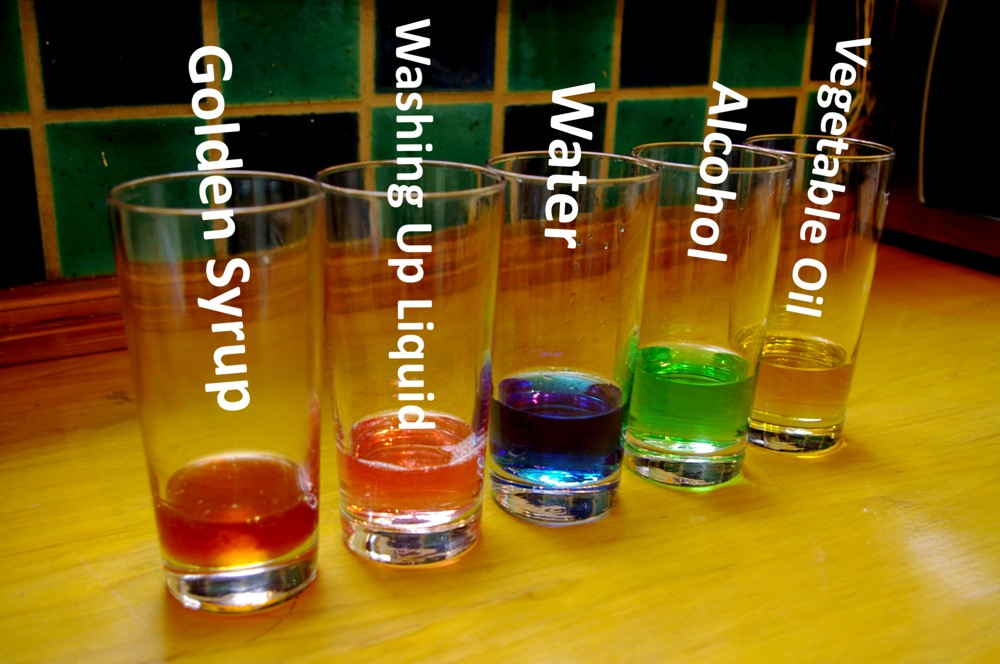 Golden Syrup
Washing Up Liquid
Water
Alcohol
Vegetable Oil